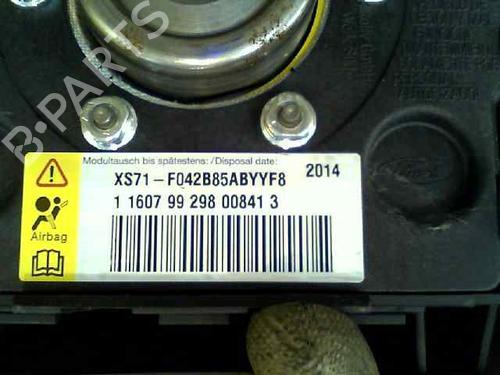 B-PARTS
Modultausch bis spätestens: /Disposal date:
XS71-F042B85ABYYF8 2014
1 1607 99 298 00841 3
Airbag